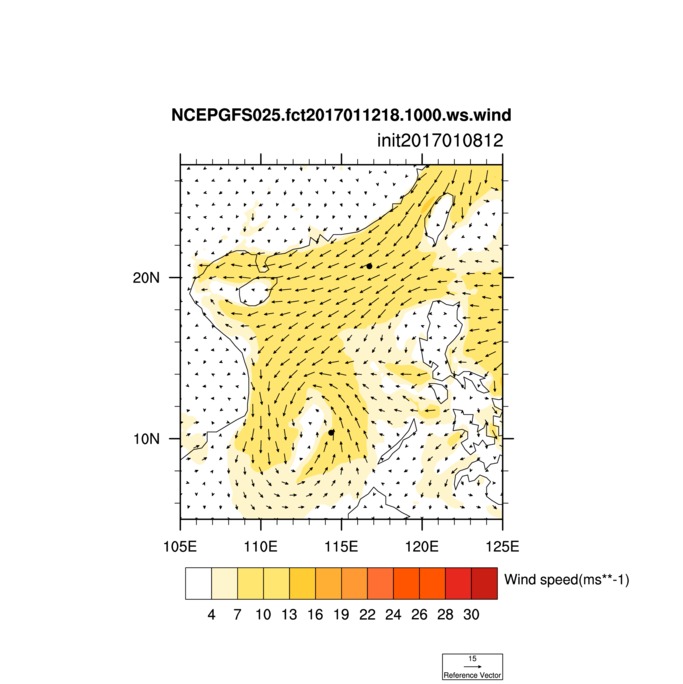 NCEPGFS025.fct2017011218.1000.ws.wind
init2017010812
20N
10N
105E 110E 115E 120E 125E
Wind speed(ms**-1)
4 7 10 13 16 19 22 24 26 28 30
15
Reference Vector